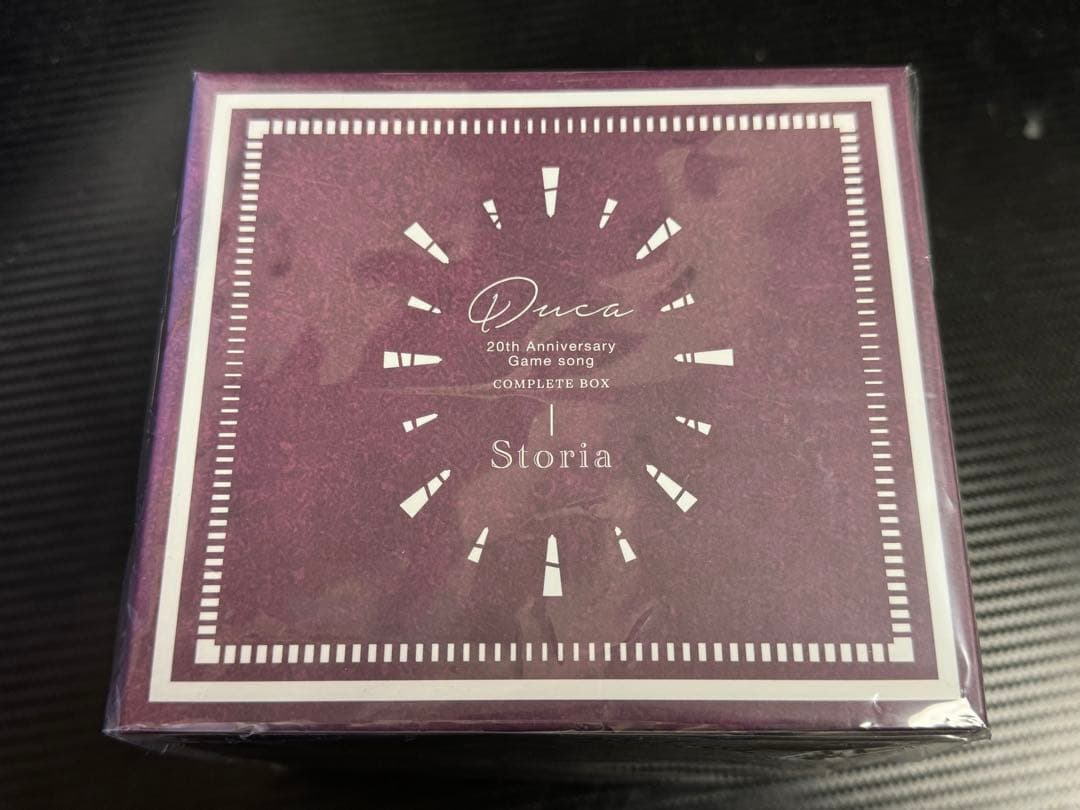 Duca
20th Anniversary
Game song
COMPLETE BOX
Storia